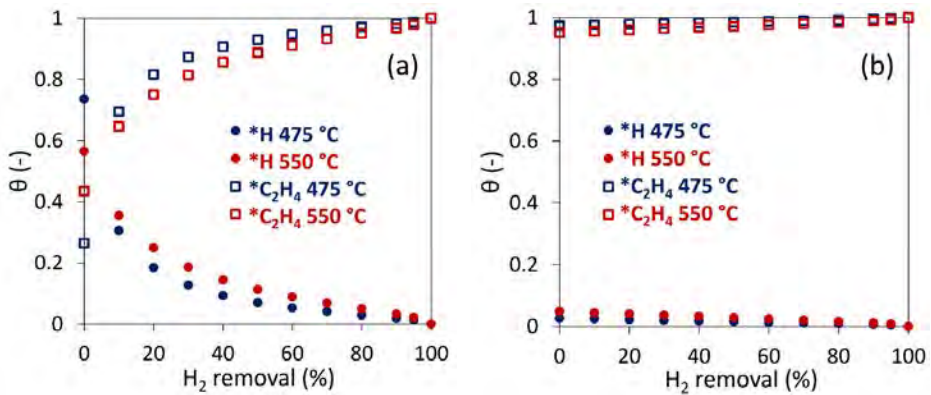 1
0.8
0.6
0.4
0.2
0
θ (-)
(a)
*H 475 °C
*H 550 °C
*C₂H₄ 475 °C
*C₂H₄ 550 °C
0 20 40 60 80 100
H₂ removal (%)
1
0.8
0.6
0.4
0.2
0
θ (-)
(b)
*H 475 °C
*H 550 °C
*C₂H₄ 475 °C
*C₂H₄ 550 °C
0 20 40 60 80 100
H₂ removal (%)